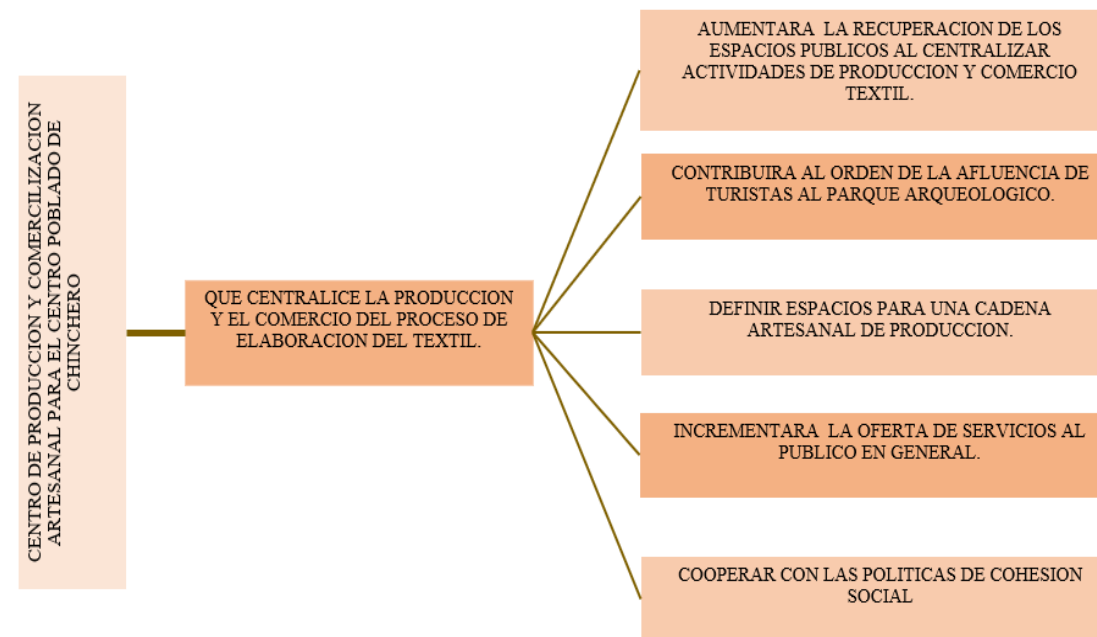 CENTRO DE PRODUCCION Y COMERCILIZACION
ARTESANAL PARA EL CENTRO POBLADO DE
CHINCHERO
QUE CENTRALICE LA PRODUCCION
Y EL COMERCIO DEL PROCESO DE
ELABORACION DEL TEXTIL.
AUMENTARA LA RECUPERACION DE LOS
ESPACIOS PUBLICOS AL CENTRALIZAR
ACTIVIDADES DE PRODUCCION Y COMERCIO
TEXTIL.
CONTRIBUIRA AL ORDEN DE LA AFLUENCIA DE
TURISTAS AL PARQUE ARQUEOLOGICO.
DEFINIR ESPACIOS PARA UNA CADENA
ARTESANAL DE PRODUCCION.
INCREMENTARA LA OFERTA DE SERVICIOS AL
PUBLICO EN GENERAL.
COOPERAR CON LAS POLITICAS DE COHESION
SOCIAL